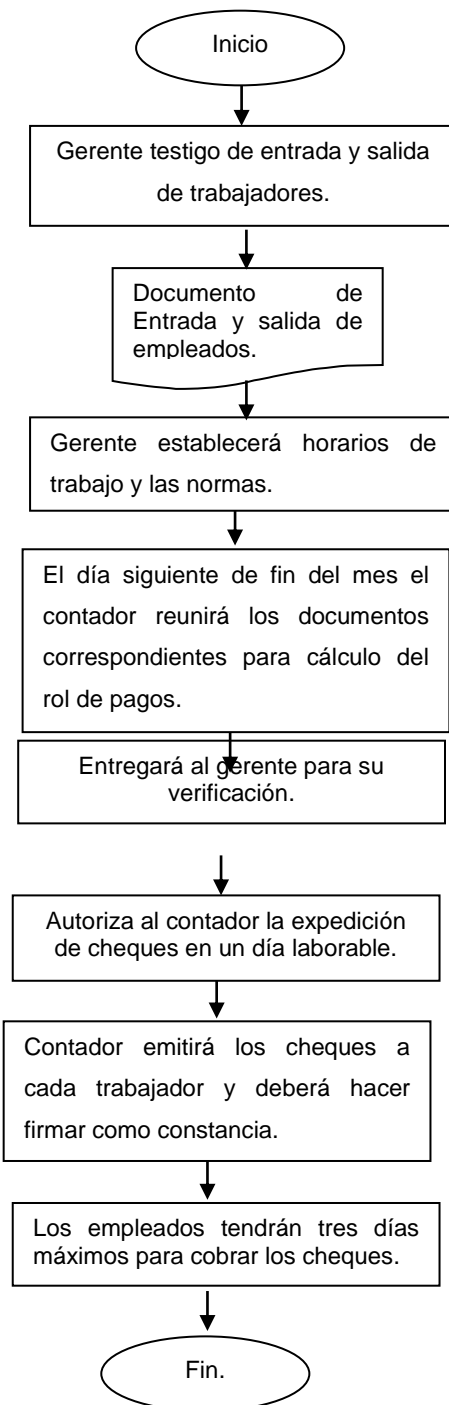 Inicio
Gerente testigo de entrada y salida
de trabajadores.
Documento de
Entrada y salida de
empleados.
Gerente establecerá horarios de
trabajo y las normas.
El día siguiente de fin del mes el
contador reunirá los documentos
correspondientes para cálculo del
rol de pagos.
Entregará al gerente para su
verificación.
Autoriza al contador la expedición
de cheques en un día laborable.
Contador emitirá los cheques a
cada trabajador y deberá hacer
firmar como constancia.
Los empleados tendrán tres días
máximos para cobrar los cheques.
Fin.